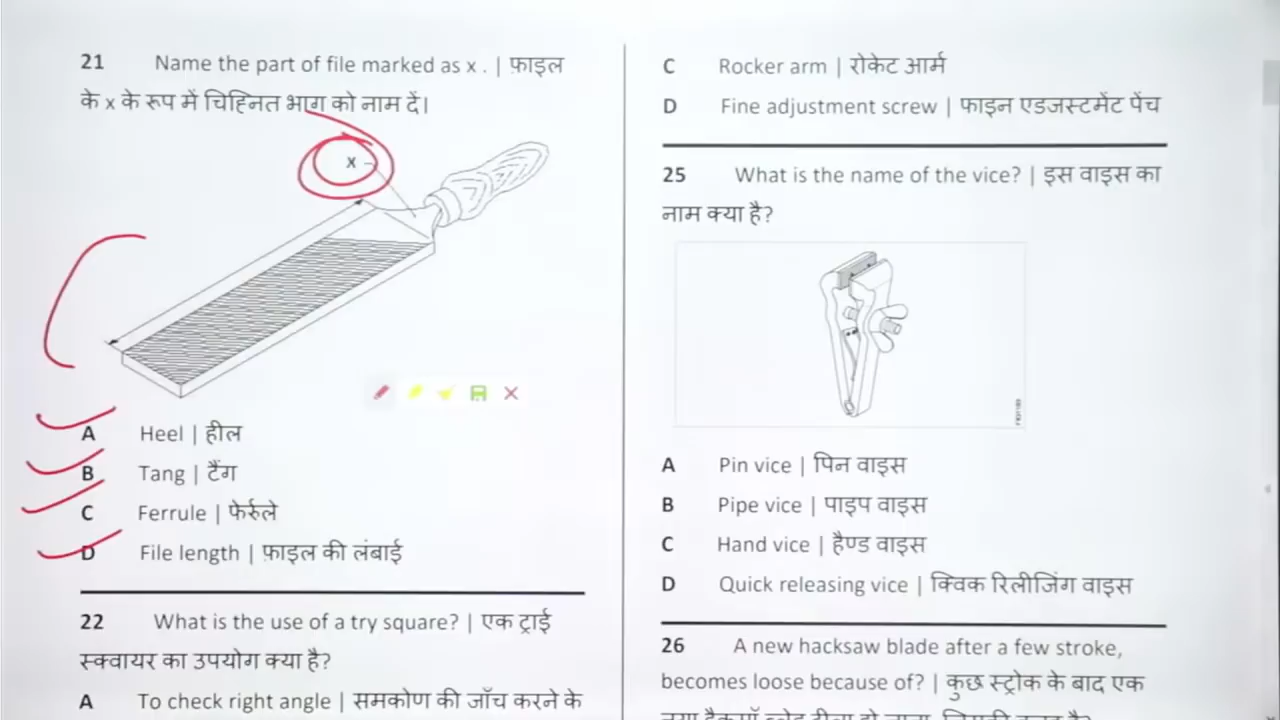 21 Name the part of file marked as x . | फ़ाइल
के x के रूप में चिह्नित भाग को नाम दें।
x
A Heel | हील
B Tang | टैंग
C Ferrule | फेर्रुले
D File length | फ़ाइल की लंबाई
22 What is the use of a try square? | एक ट्राई
स्क्वायर का उपयोग क्या है?
A To check right angle | समकोण की जाँच करने के
C Rocker arm | रोकेट आर्म
D Fine adjustment screw | फाइन एडजस्टमेंट पेंच
25 What is the name of the vice? | इस वाइस का
नाम क्या है?
A Pin vice | पिन वाइस
B Pipe vice | पाइप वाइस
C Hand vice | हैण्ड वाइस
D Quick releasing vice | क्विक रिलीजिंग वाइस
26 A new hacksaw blade after a few stroke,
becomes loose because of? | कुछ स्ट्रोक के बाद एक